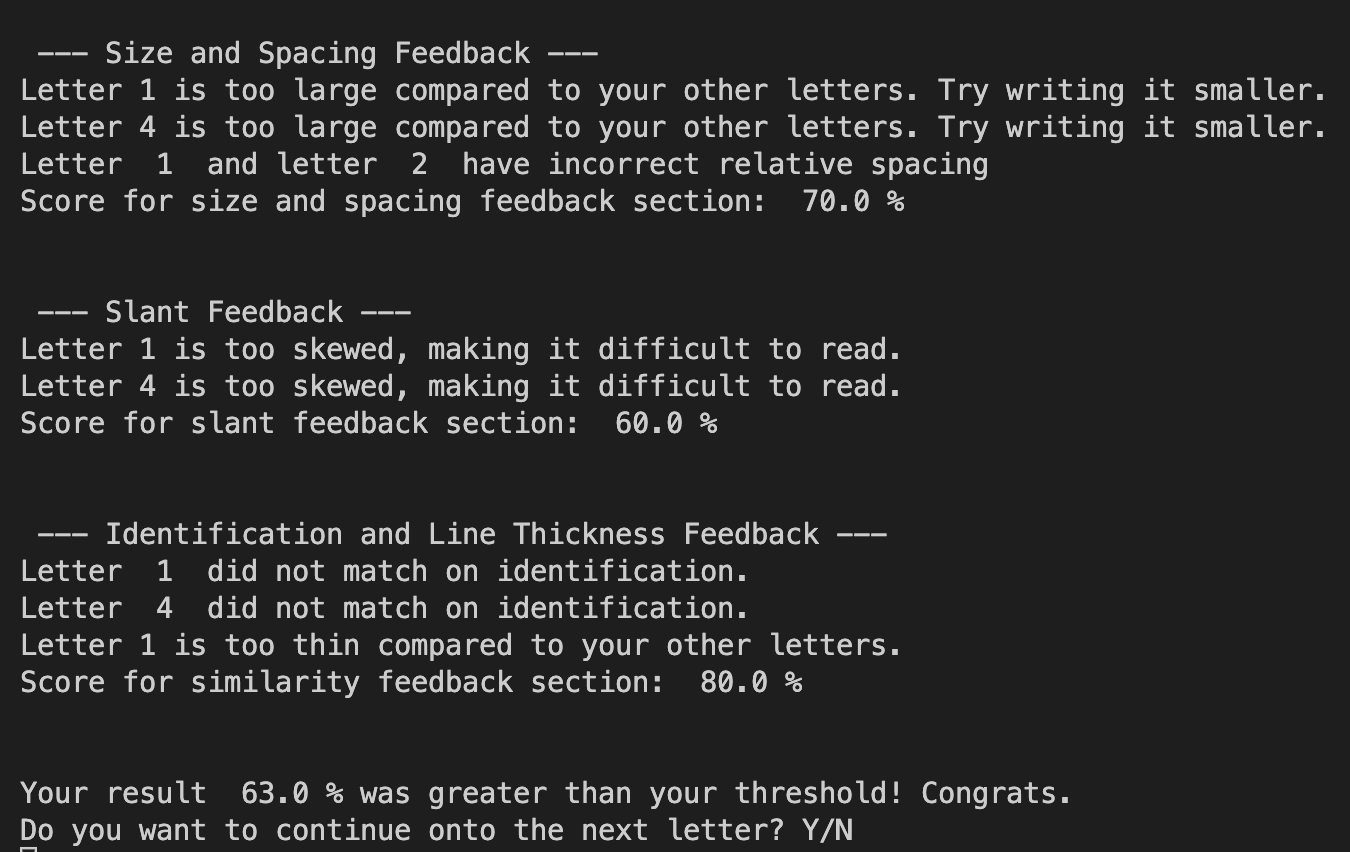 --- Size and Spacing Feedback ---
Letter 1 is too large compared to your other letters. Try writing it smaller.
Letter 4 is too large compared to your other letters. Try writing it smaller.
Letter  1  and letter  2  have incorrect relative spacing
Score for size and spacing feedback section:  70.0 %
--- Slant Feedback ---
Letter 1 is too skewed, making it difficult to read.
Letter 4 is too skewed, making it difficult to read.
Score for slant feedback section:  60.0 %
--- Identification and Line Thickness Feedback ---
Letter  1  did not match on identification.
Letter  4  did not match on identification.
Letter 1 is too thin compared to your other letters.
Score for similarity feedback section:  80.0 %
Your result  63.0 % was greater than your threshold! Congrats.
Do you want to continue onto the next letter? Y/N